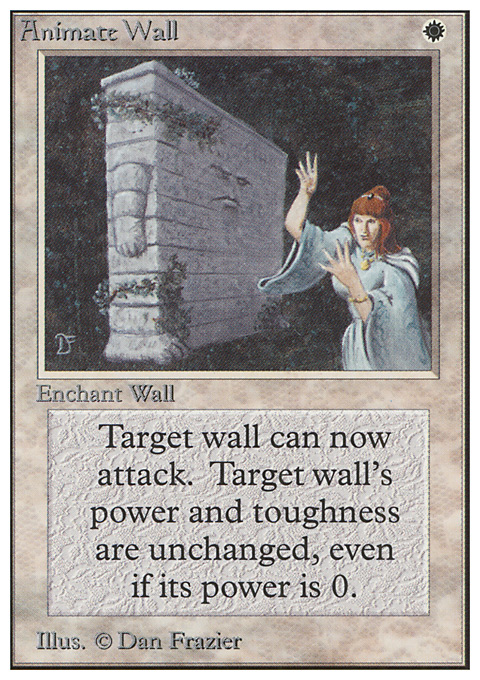 Animate Wall
DF
Enchant Wall
Target wall can now
attack. Target wall's
power and toughness
are unchanged, even
if its power is 0.
Illus. © Dan Frazier